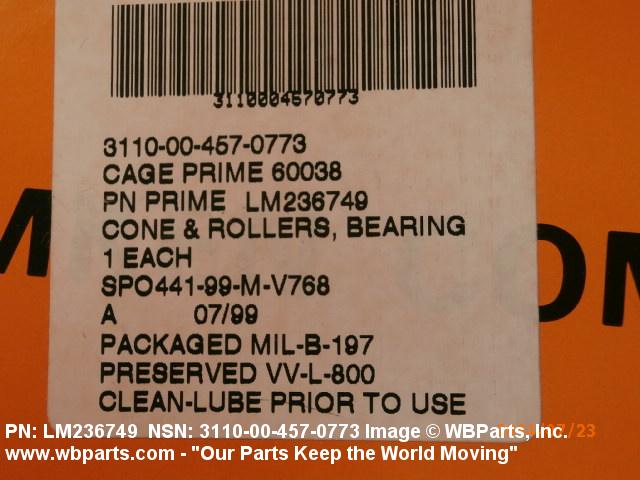 3110004570773
3110-00-457-0773
CAGE PRIME 60038
PN PRIME LM236749
CONE & ROLLERS, BEARING
1 EACH
SPO441-99-M-V768
A 07/99
PACKAGED MIL-B-197
PRESERVED VV-L-800
CLEAN-LUBE PRIOR TO USE
PN: LM236749 NSN: 3110-00-457-0773 Image © WBParts, Inc.
www.wbparts.com - "Our Parts Keep the World Moving"